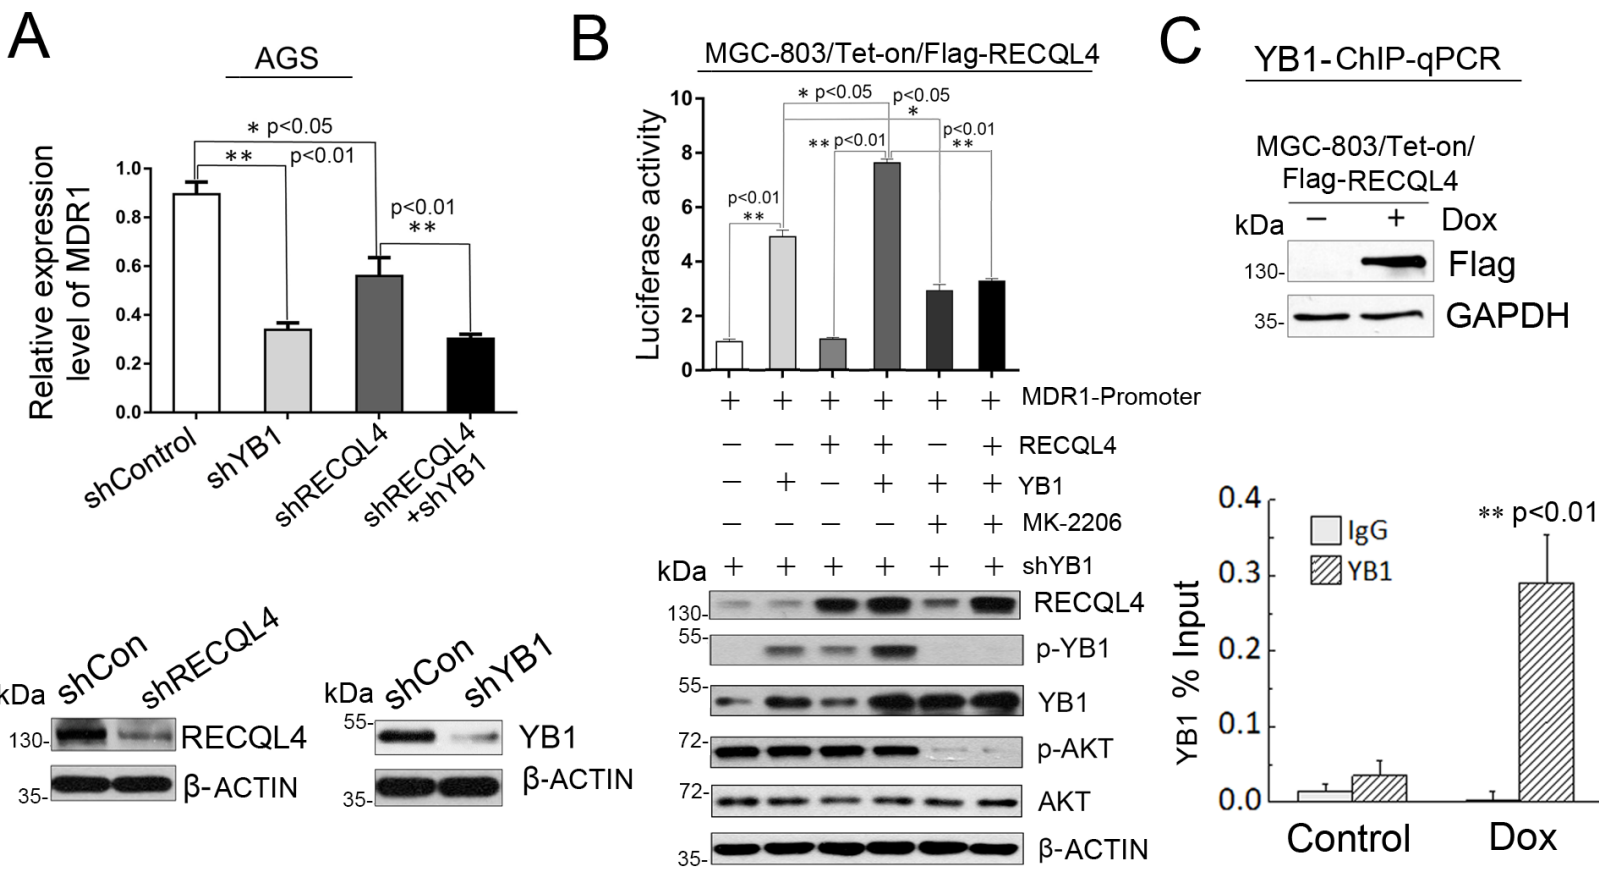 A
AGS
* p<0.05
** p<0.01
p<0.01
**
Relative expression
level of MDR1
1.0
0.8
0.6
0.4
0.2
0.0
shControl
shYB1
shRECQL4
shRECQL4
+shYB1
kDa
shCon
shRECQL4
130-
RECQL4
35-
β-ACTIN
kDa
shCon
shYB1
55-
YB1
35-
β-ACTIN
B
MGC-803/Tet-on/Flag-RECQL4
* p<0.05
p<0.05
*
** p<0.01
p<0.01
**
p<0.01
**
Luciferase activity
10
8
6
4
2
0
+ + + + + + MDR1-Promoter
− − + + − + RECQL4
− + − + + + YB1
− − − − + + MK-2206
kDa + + + + + + shYB1
130- RECQL4
55- p-YB1
55- YB1
72- p-AKT
72- AKT
35- β-ACTIN
C
YB1-ChIP-qPCR
MGC-803/Tet-on/
Flag-RECQL4
kDa − + Dox
130- Flag
35- GAPDH
YB1 % Input
0.4
0.3
0.2
0.1
0.0
IgG
YB1
** p<0.01
Control
Dox